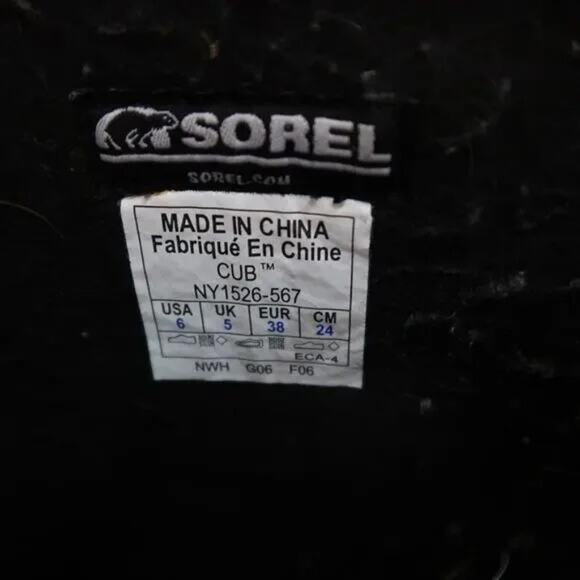 SOREL
SOREL.COM
MADE IN CHINA
Fabriqué En Chine
CUB™
NY1526-567
USA UK EUR CM
6 5 38 24
ECA-4
NWH G06 F06